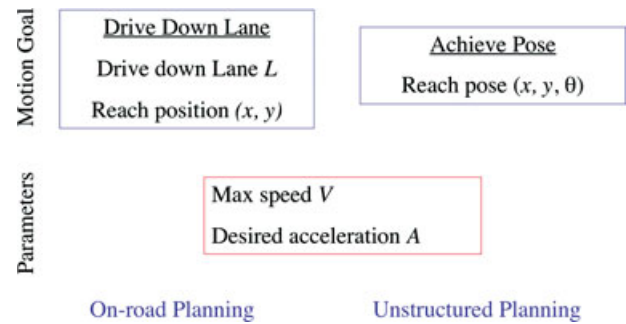 Motion Goal
Drive Down Lane
Drive down Lane L
Reach position (x, y)
Achieve Pose
Reach pose (x, y, θ)
Parameters
Max speed V
Desired acceleration A
On-road Planning
Unstructured Planning